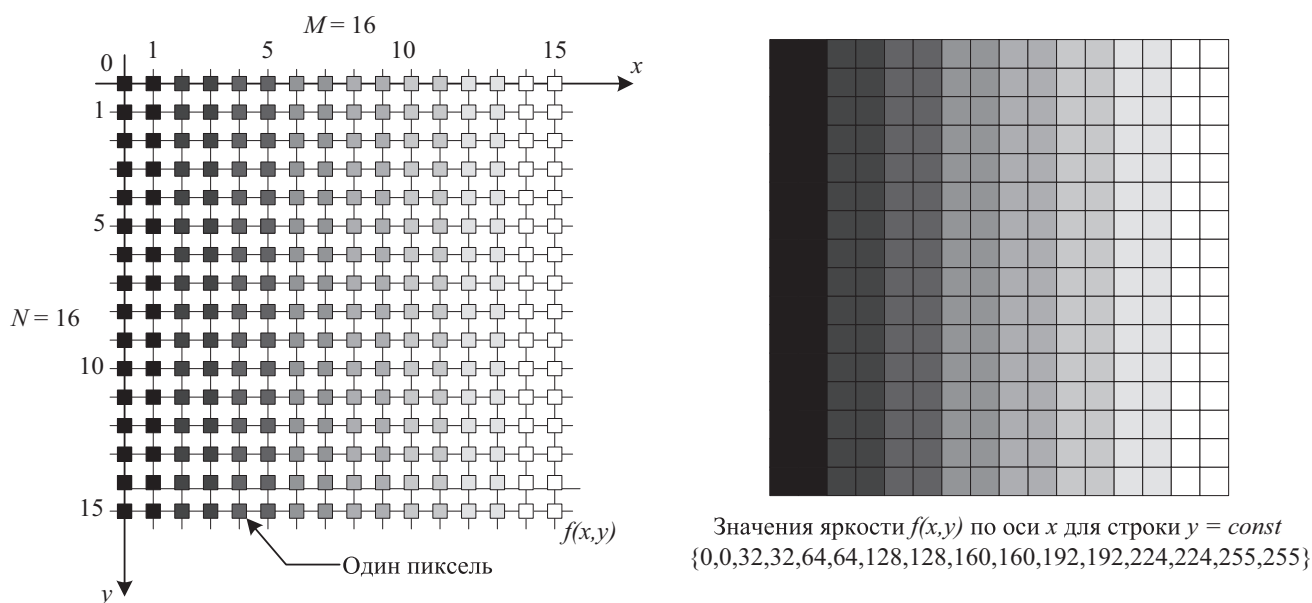 M = 16
0 1 5 10 15
x
1
5
N = 16
10
15
f(x,y)
Один пиксель
y
Значения яркости f(x,y) по оси x для строки y = const
{0,0,32,32,64,64,128,128,160,160,192,192,224,224,255,255}